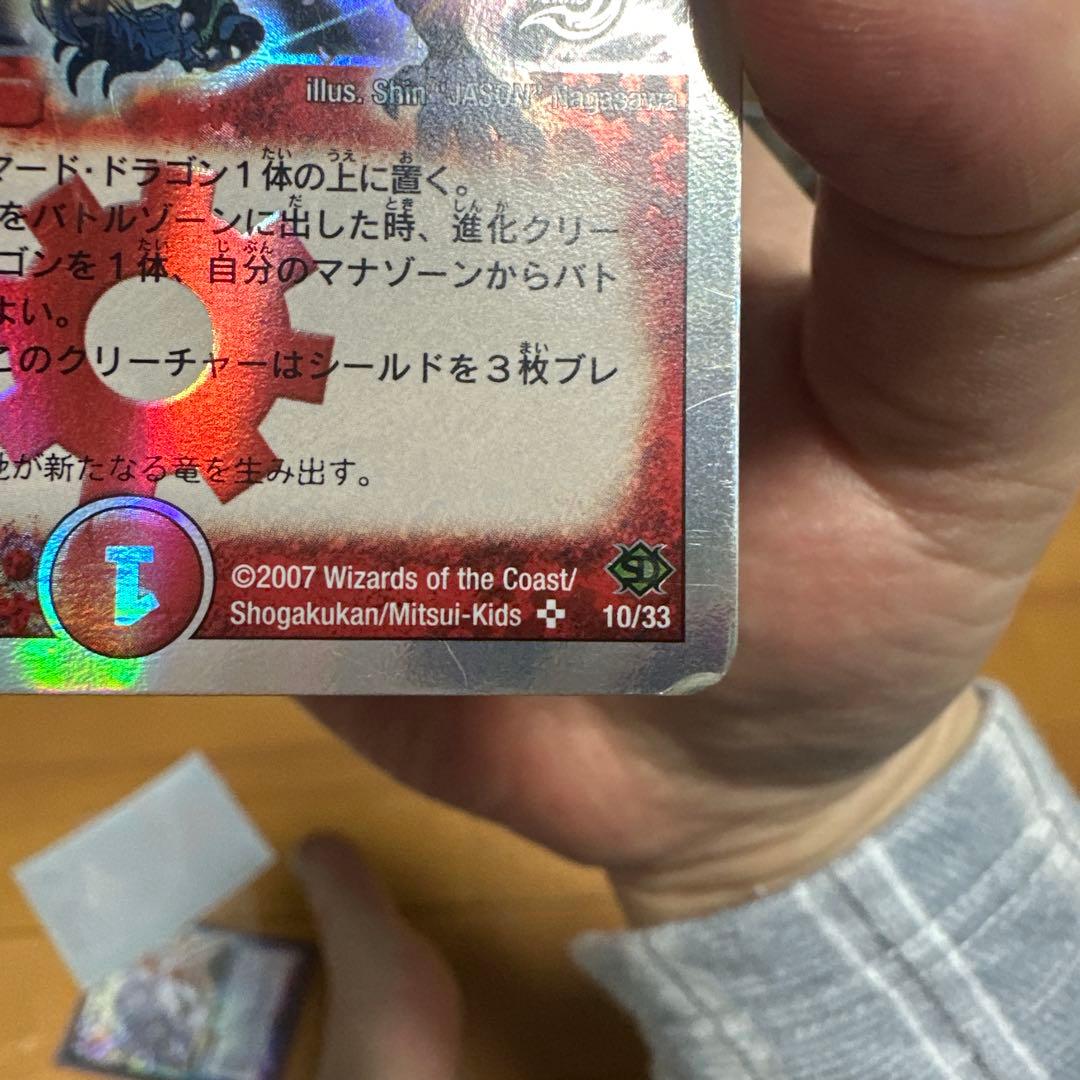 illus. Shin "JASON" Nagasawa
マード・ドラゴン1体の上に置く。
をバトルゾーンに出した時、進化クリー
ゴンを1体、自分のマナゾーンからバト
よい。
このクリーチャーはシールドを3枚ブレ
地が新たなる竜を生み出す。
1
©2007 Wizards of the Coast/
Shogakukan/Mitsui-Kids
SD
10/33